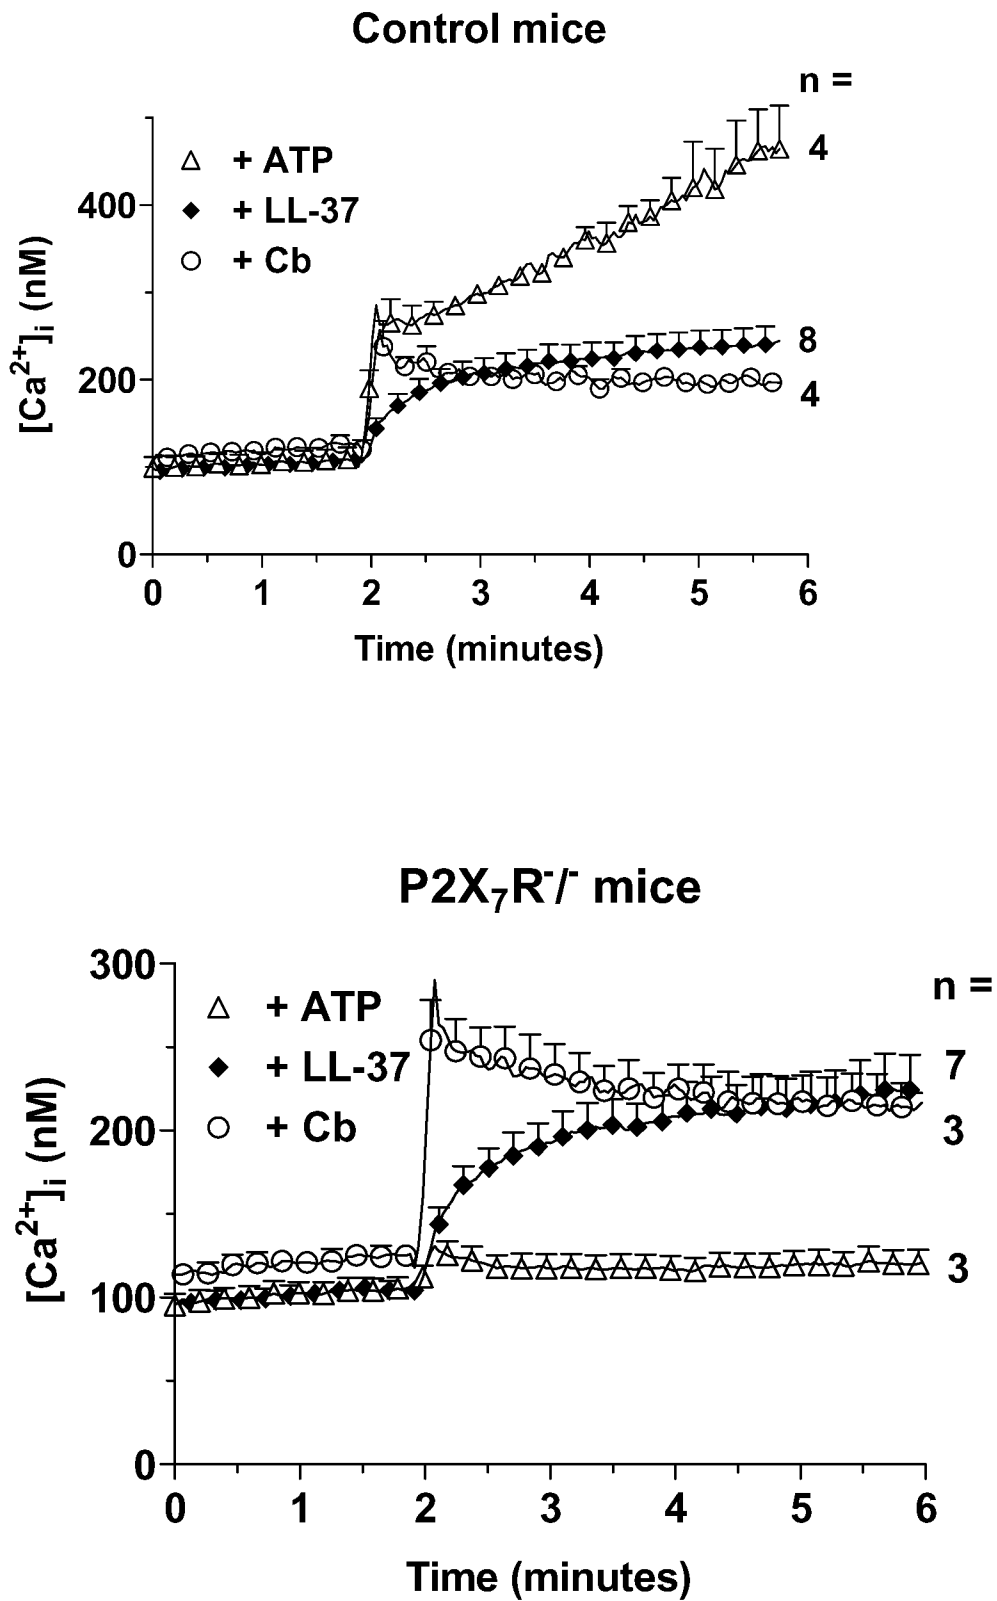 Control mice
n =
+ ATP
4
+ LL-37
+ Cb
400
200
0
8
4
[Ca²⁺]ᵢ (nM)
0 1 2 3 4 5 6
Time (minutes)
P2X₇R⁻/⁻ mice
n =
300
+ ATP
+ LL-37
+ Cb
7
3
3
200
100
0
[Ca²⁺]ᵢ (nM)
0 1 2 3 4 5 6
Time (minutes)